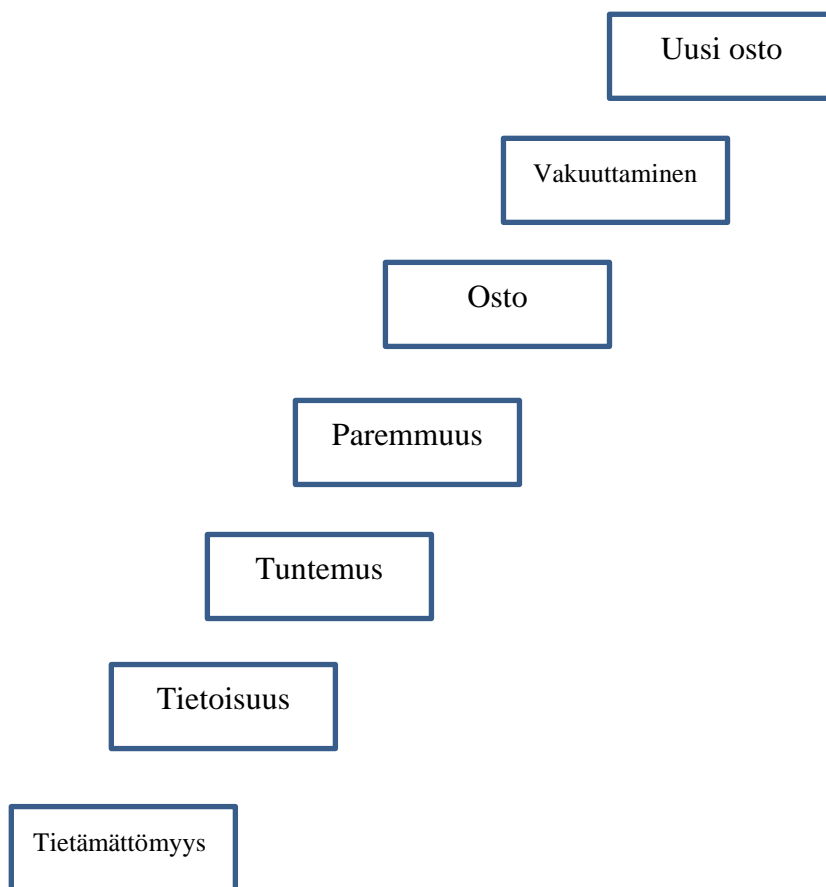 Uusi osto
Vakuuttaminen
Osto
Paremmuus
Tuntemus
Tietoisuus
Tietämättömyys